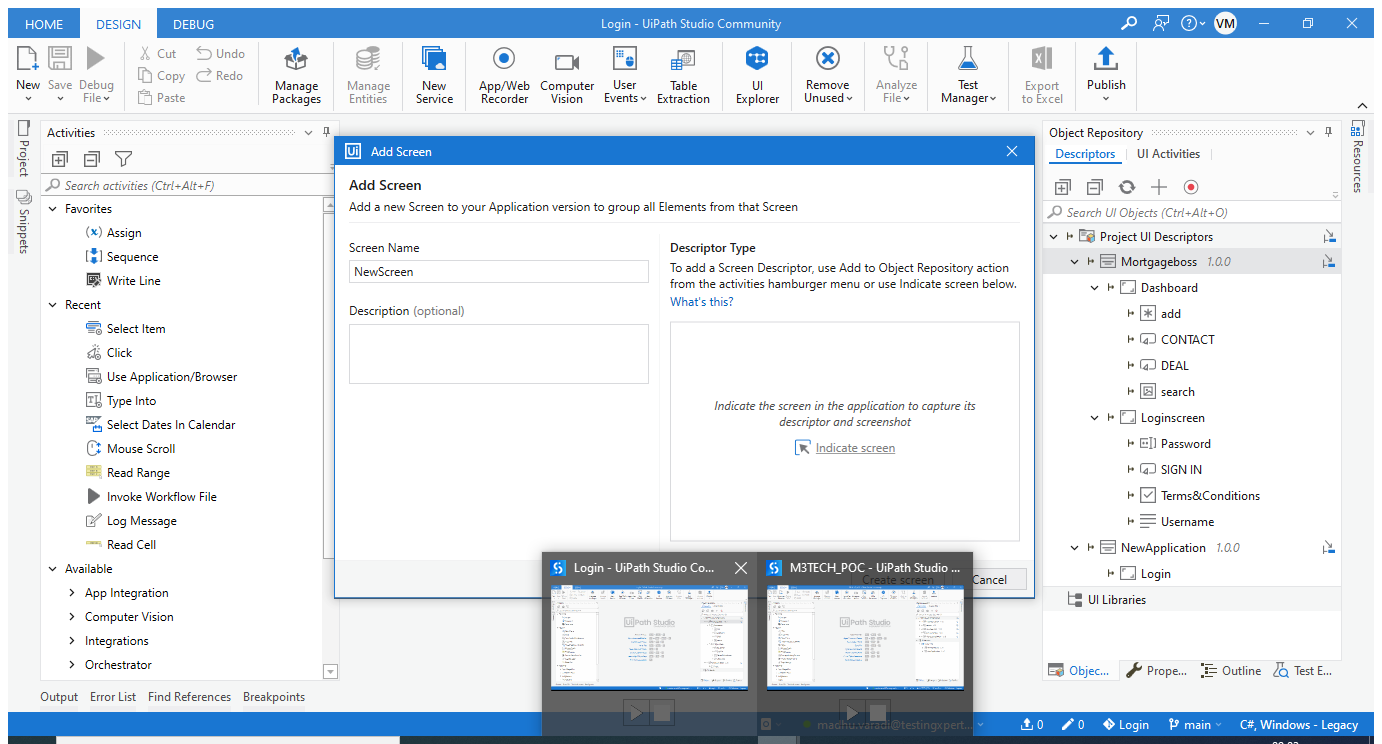 HOME DESIGN DEBUG Login - UiPath Studio Community VM
New Save Debug File
Cut Copy Paste Undo Redo
Manage Packages
Manage Entities
New Service
App/Web Recorder
Computer Vision
User Events
Table Extraction
UI Explorer
Remove Unused
Analyze File
Test Manager
Export to Excel
Publish
Project
Snippets
Activities
Search activities (Ctrl+Alt+F)
Favorites
Assign
Sequence
Write Line
Recent
Select Item
Click
Use Application/Browser
Type Into
Select Dates In Calendar
Mouse Scroll
Read Range
Invoke Workflow File
Log Message
Read Cell
Available
App Integration
Computer Vision
Integrations
Orchestrator
Ui Add Screen
Add Screen
Add a new Screen to your Application version to group all Elements from that Screen
Screen Name
NewScreen
Description (optional)
Descriptor Type
To add a Screen Descriptor, use Add to Object Repository action
from the activities hamburger menu or use Indicate screen below.
What's this?
Indicate the screen in the application to capture its
descriptor and screenshot
Indicate screen
Create screen Cancel
Login - UiPath Studio Co...
M3TECH_POC - UiPath Studio ...
UiPath Studio
UiPath Studio
Object Repository
Descriptors UI Activities
Search UI Objects (Ctrl+Alt+O)
Project UI Descriptors
Mortgageboss 1.0.0
Dashboard
add
CONTACT
DEAL
search
Loginscreen
Password
SIGN IN
Terms&Conditions
Username
NewApplication 1.0.0
Login
UI Libraries
Resources
Objec... Prope... Outline Test E...
Output Error List Find References Breakpoints
madhu.varadi@testingxpert... 0 0 Login main C#, Windows - Legacy